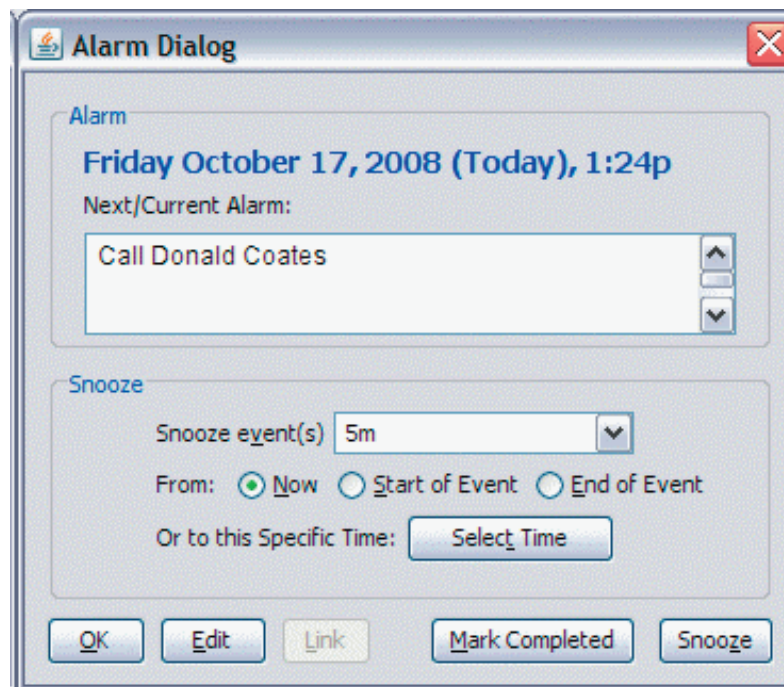 Alarm Dialog
Alarm
Friday October 17, 2008 (Today), 1:24p
Next/Current Alarm:
Call Donald Coates
Snooze
Snooze event(s) 5m
From: Now Start of Event End of Event
Or to this Specific Time: Select Time
OK Edit Link Mark Completed Snooze